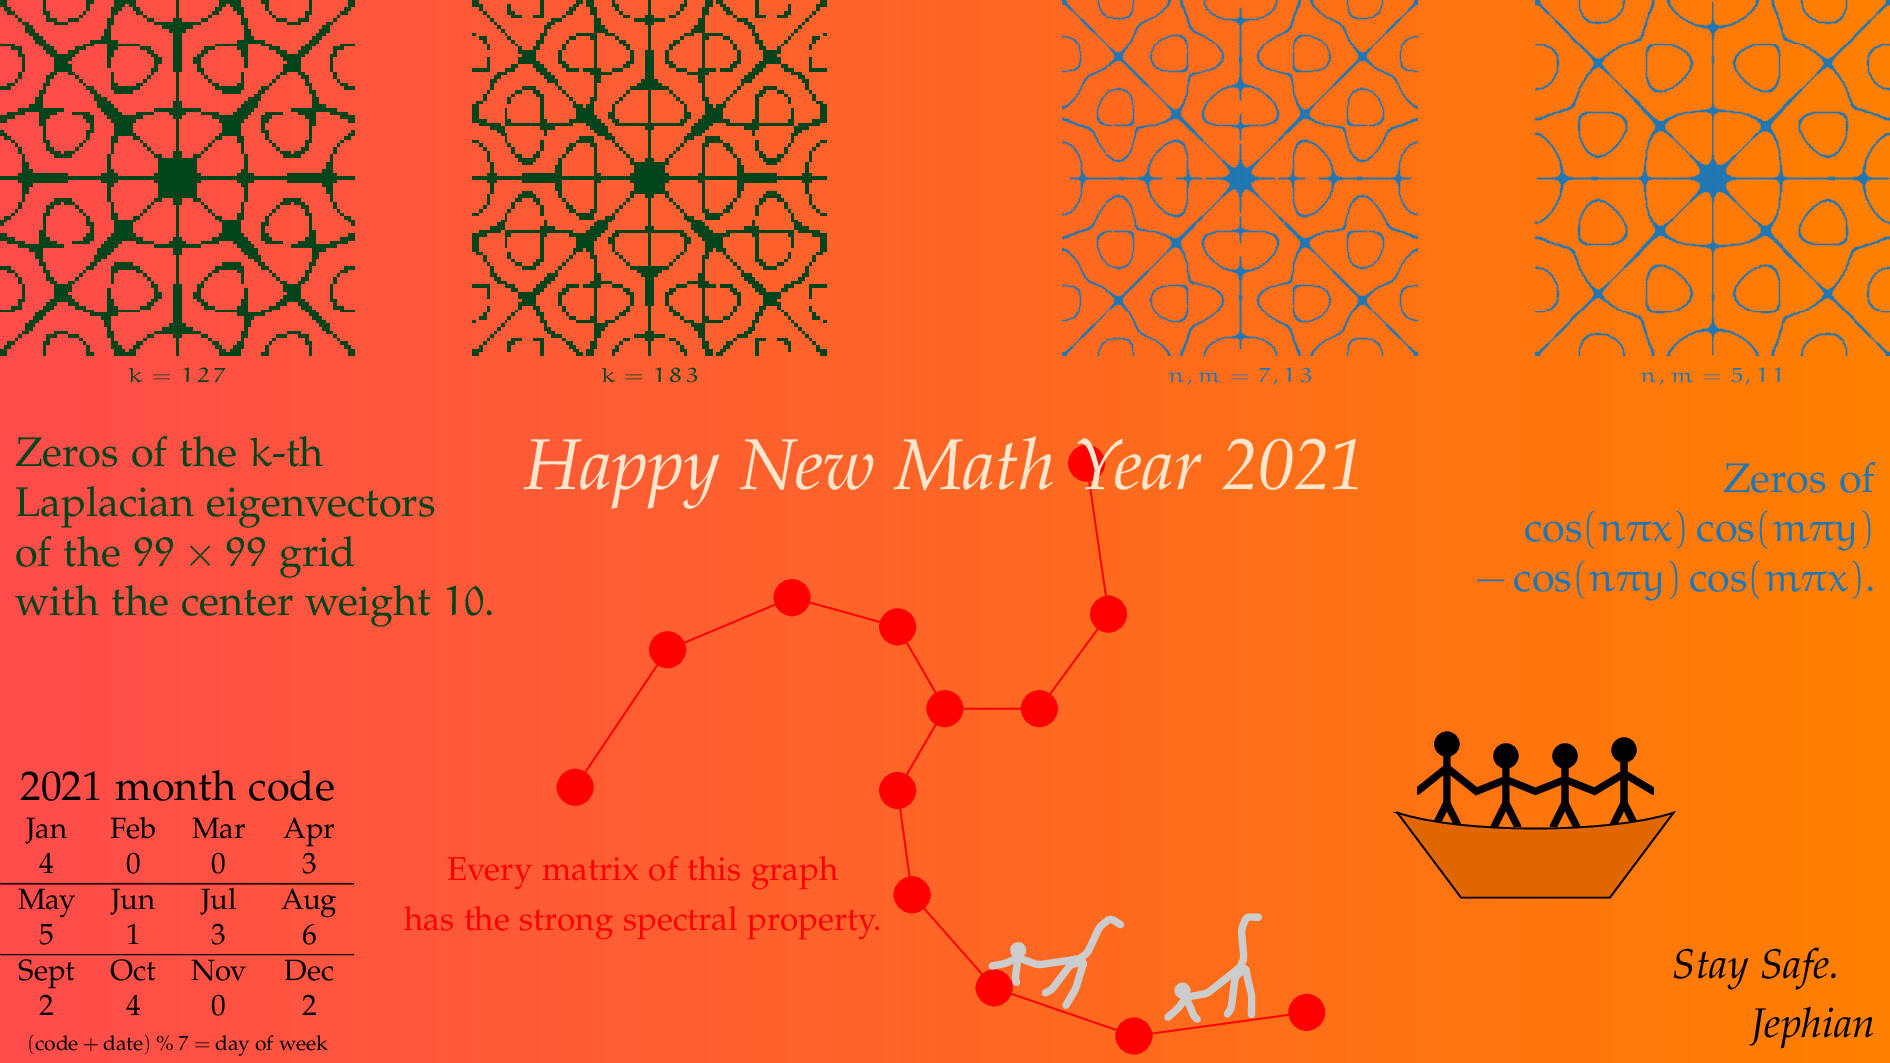 k = 127
k = 183
n, m = 7, 13
n, m = 5, 11
Happy New Math Year 2021
Zeros of the k-th
Laplacian eigenvectors
of the 99 × 99 grid
with the center weight 10.
Zeros of
cos(nπx) cos(mπy)
− cos(nπy) cos(mπx).
2021 month code
Jan Feb Mar Apr
4 0 0 3
May Jun Jul Aug
5 1 3 6
Sept Oct Nov Dec
2 4 0 2
(code + date) % 7 = day of week
Every matrix of this graph
has the strong spectral property.
Stay Safe.
Jephian